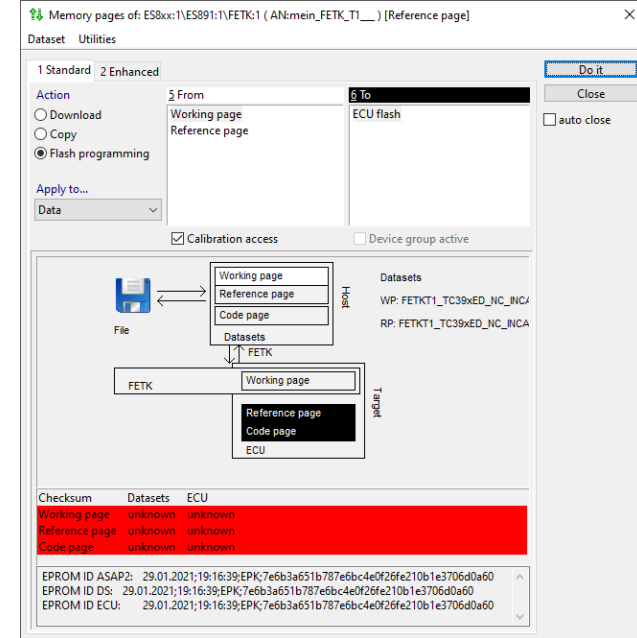 Memory pages of: ES8xx:1\ES891:1\FETK:1 ( AN:mein_FETK_T1__ ) [Reference page]
Dataset Utilities
1 Standard 2 Enhanced
Do it
Close
auto close
Action
Download
Copy
Flash programming
5 From
Working page
Reference page
6 To
ECU flash
Apply to...
Data
Calibration access
Device group active
File
Working page
Reference page
Code page
Datasets
Host
Datasets
WP: FETKT1_TC39xED_NC_INCA
RP: FETKT1_TC39xED_NC_INCA
FETK
FETK
Working page
Reference page
Code page
ECU
Target
Checksum Datasets ECU
Working page unknown unknown
Reference page unknown unknown
Code page unknown unknown
EPROM ID ASAP2: 29.01.2021;19:16:39;EPK;7e6b3a651b787e6bc4e0f26fe210b1e3706d0a60
EPROM ID DS: 29.01.2021;19:16:39;EPK;7e6b3a651b787e6bc4e0f26fe210b1e3706d0a60
EPROM ID ECU: 29.01.2021;19:16:39;EPK;7e6b3a651b787e6bc4e0f26fe210b1e3706d0a60